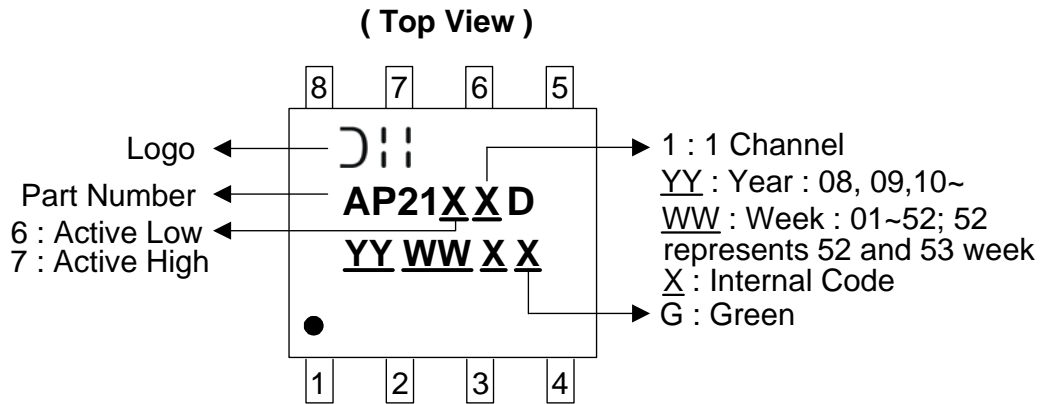 ( Top View )
8 7 6 5
Logo
Part Number
6 : Active Low
7 : Active High
AP21XXD
YY WW X X
1 : 1 Channel
YY : Year : 08, 09,10~
WW : Week : 01~52; 52
represents 52 and 53 week
X : Internal Code
G : Green
1 2 3 4